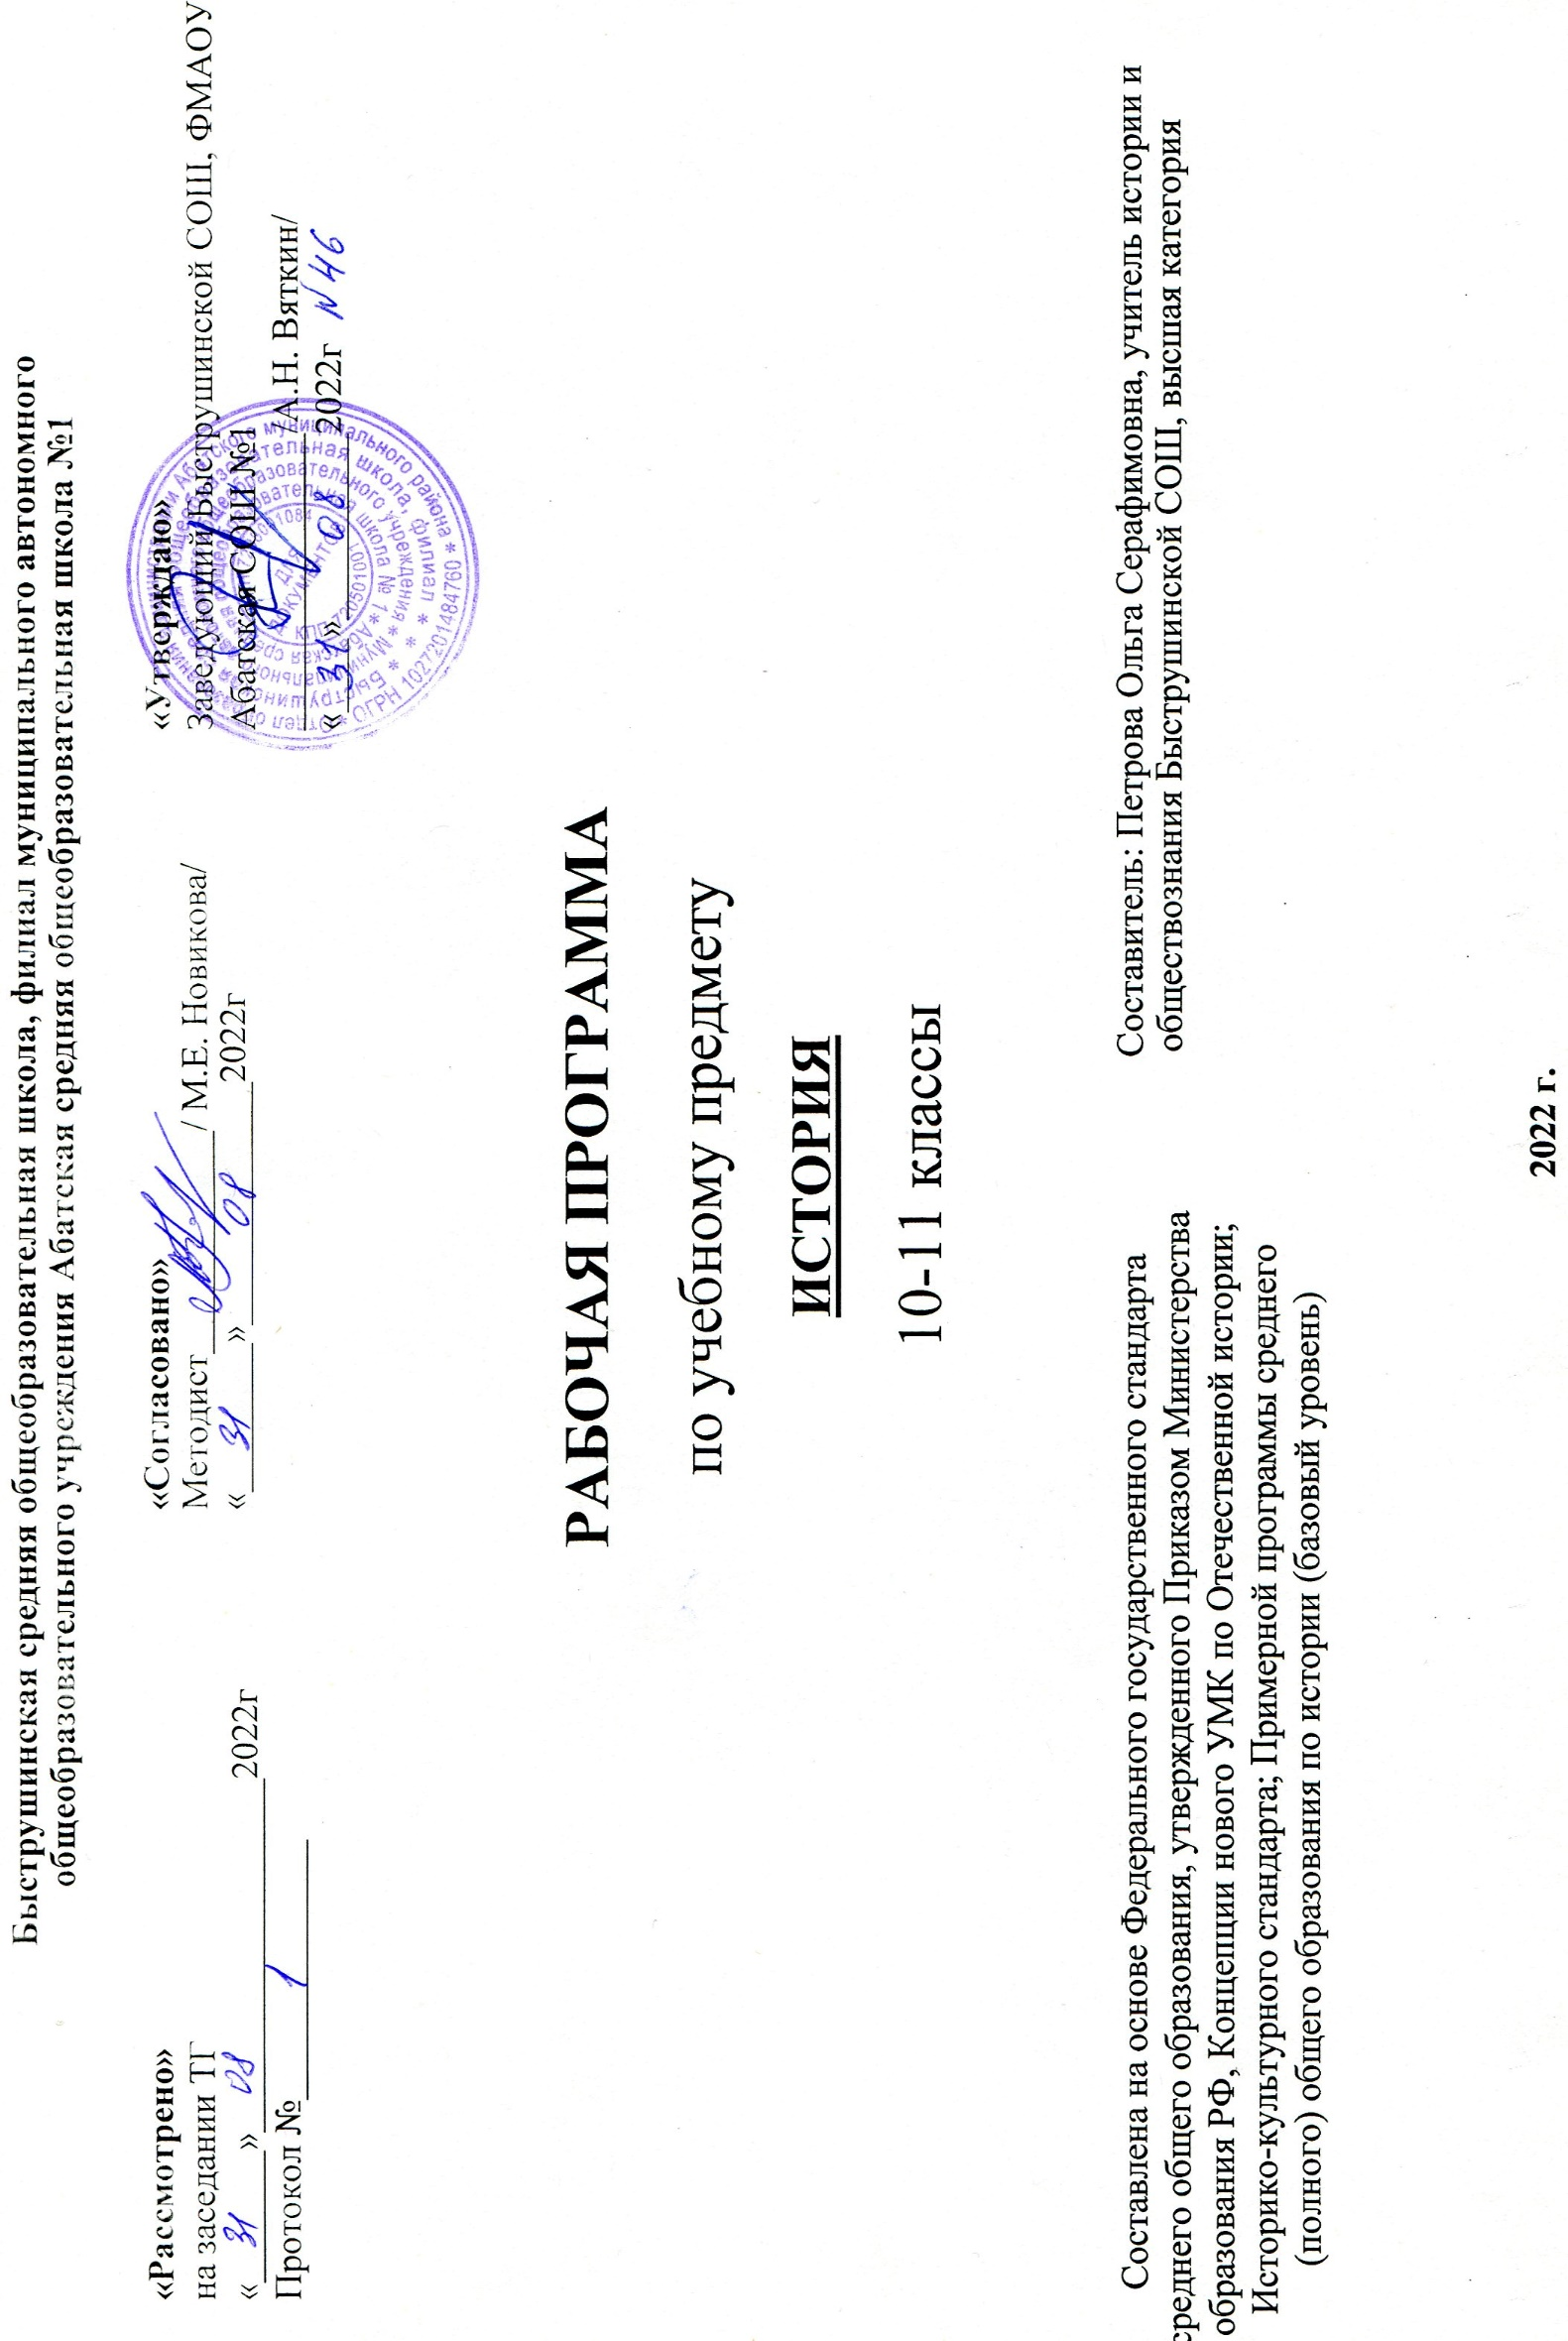 Быструшинская средняя общеобразовательная школа, филиал муниципального автономного
общеобразовательного учреждения Абатская средняя общеобразовательная школа №1
«Рассмотрено»
на заседании ТГ
« 31 » 08 2022г
Протокол № 1
«Согласовано»
Методист / М.Е. Новикова/
« 31 » 08 2022г
«Утверждаю»
Заведующий Быструшинской СОШ, ФМАОУ
Абатская СОШ №1
/А.Н. Вяткин/
« 31 » 08 2022г N 46
РАБОЧАЯ ПРОГРАММА
по учебному предмету
ИСТОРИЯ
10-11 классы
Составлена на основе Федерального государственного стандарта
среднего общего образования, утвержденного Приказом Министерства
образования РФ, Концепции нового УМК по Отечественной истории;
Историко-культурного стандарта; Примерной программы среднего
(полного) общего образования по истории (базовый уровень)
Составитель: Петрова Ольга Серафимовна, учитель истории и
обществознания Быструшинской СОШ, высшая категория
2022 г.